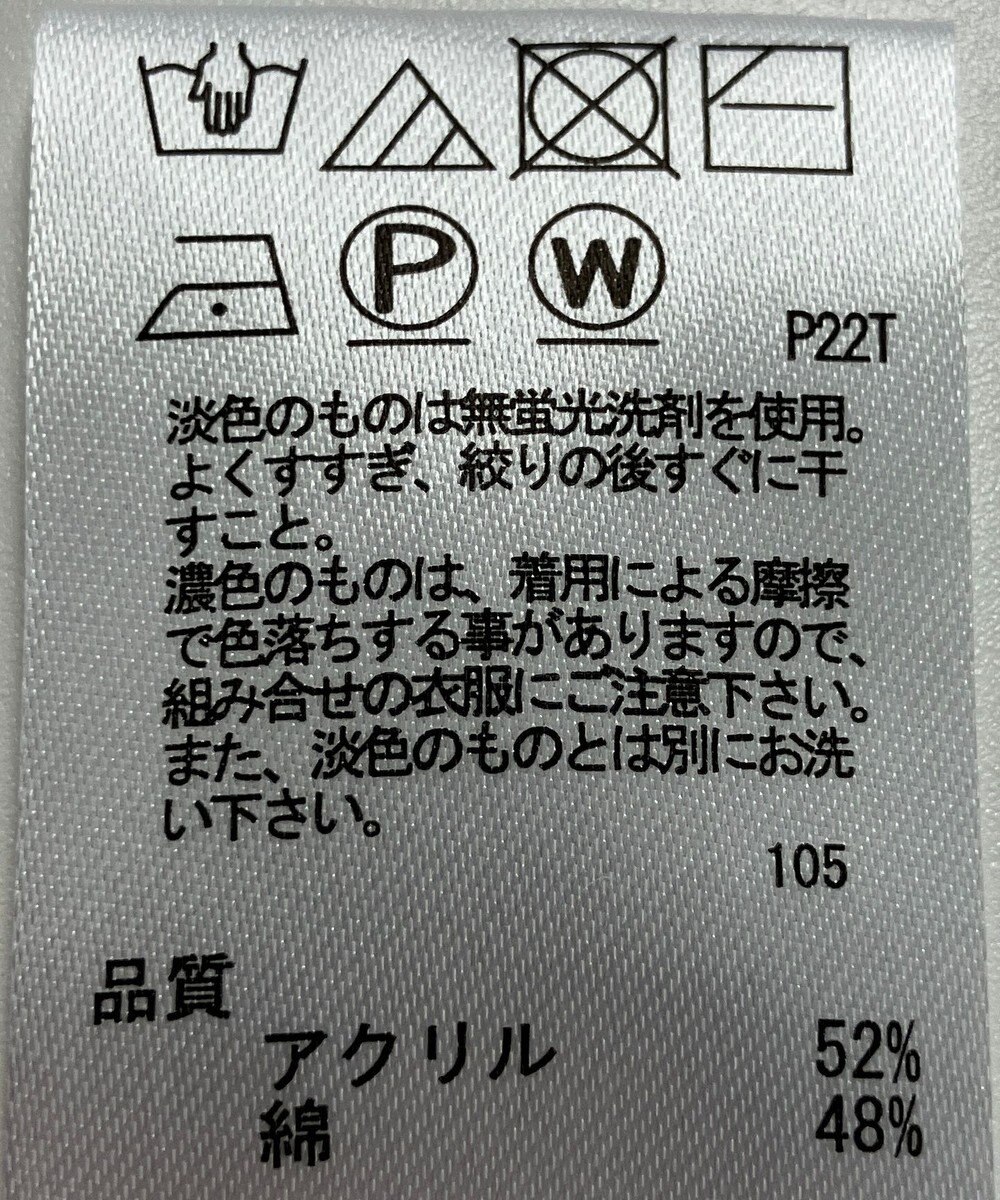 P W
P22T
淡色のものは無蛍光洗剤を使用。
よくすすぎ、絞りの後すぐに干
すこと。
濃色のものは、着用による摩擦
で色落ちする事がありますので、
組み合せの衣服にご注意下さい。
また、淡色のものとは別にお洗
い下さい。
105
品質
アクリル 52%
綿 48%